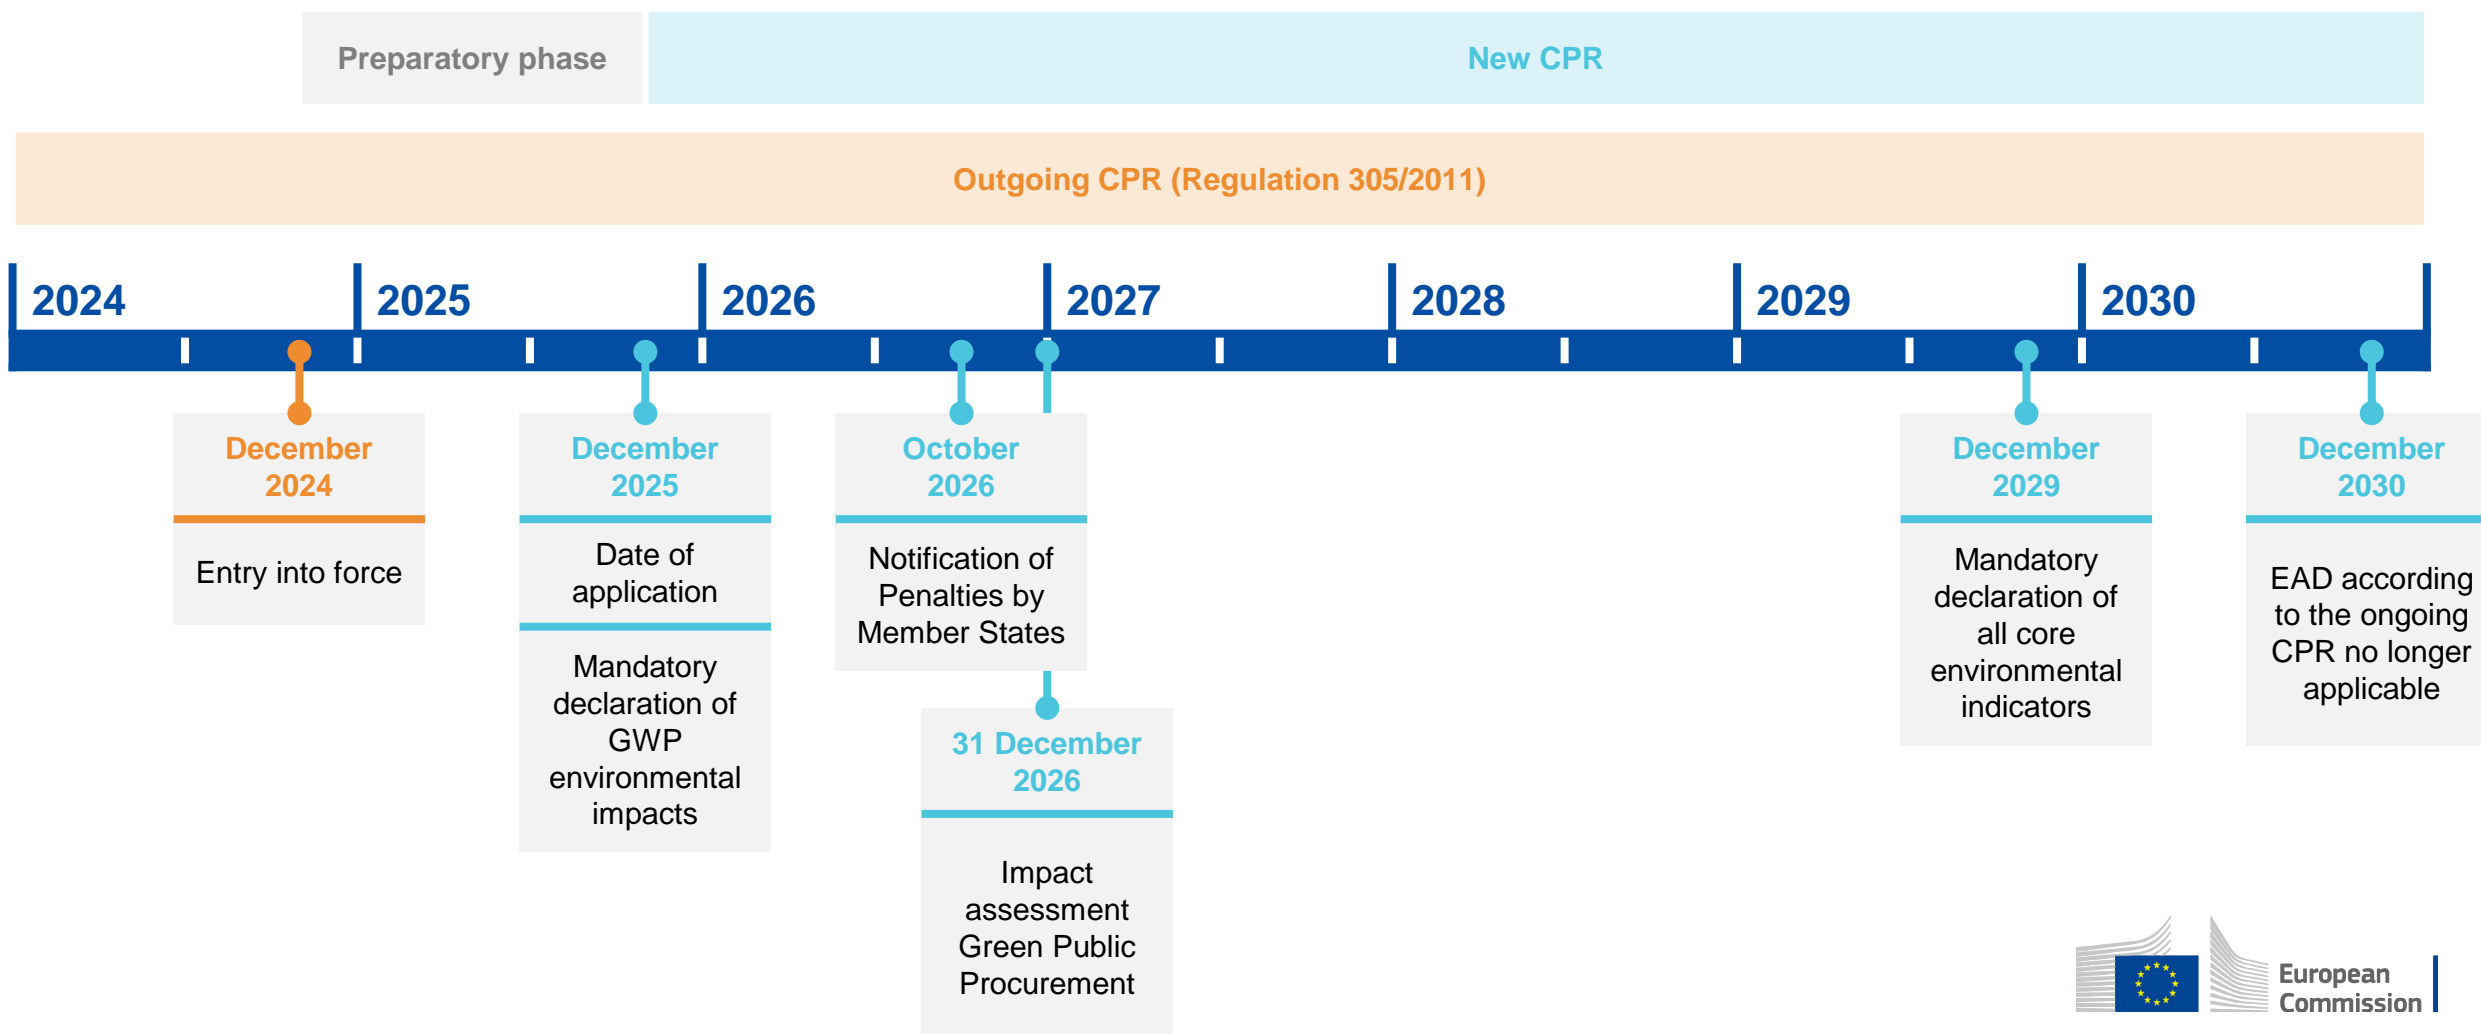 Preparatory phase
New CPR
Outgoing CPR (Regulation 305/2011)
2024
2025
2026
2027
2028
2029
2030
December
2024
Entry into force
December
2025
Date of
application
Mandatory
declaration of
GWP
environmental
impacts
October
2026
Notification of
Penalties by
Member States
31 December
2026
Impact
assessment
Green Public
Procurement
December
2029
Mandatory
declaration of
all core
environmental
indicators
December
2030
EAD according
to the ongoing
CPR no longer
applicable
European
Commission